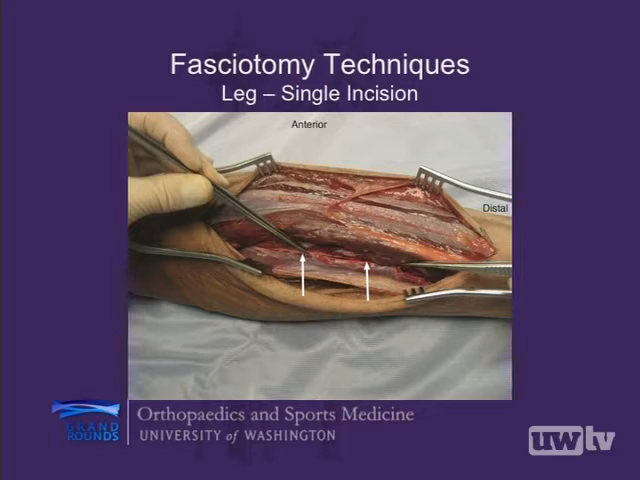 Fasciotomy Techniques
Leg – Single Incision
Anterior
Distal
GRAND
ROUNDS
Orthopaedics and Sports Medicine
UNIVERSITY of WASHINGTON
uwtv